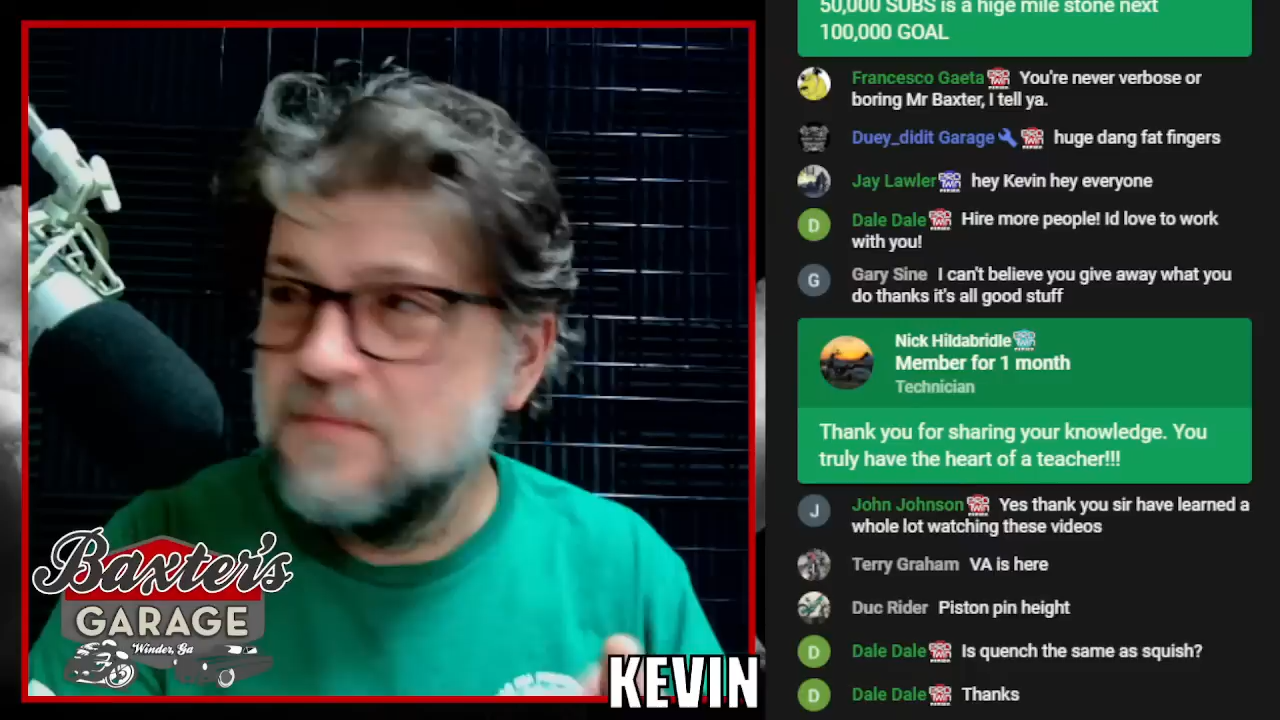 50,000 SUBS is a hige mile stone next
100,000 GOAL
Francesco Gaeta You're never verbose or
boring Mr Baxter, I tell ya.
Duey_didit Garage huge dang fat fingers
Jay Lawler hey Kevin hey everyone
Dale Dale Hire more people! Id love to work
with you!
Gary Sine I can't believe you give away what you
do thanks it's all good stuff
Nick Hildabridle
Member for 1 month
Technician
Thank you for sharing your knowledge. You
truly have the heart of a teacher!!!
John Johnson Yes thank you sir have learned a
whole lot watching these videos
Terry Graham VA is here
Duc Rider Piston pin height
Dale Dale Is quench the same as squish?
Dale Dale Thanks
D
G
J
D
D
Baxter's
GARAGE
Winder, Ga
KEVIN